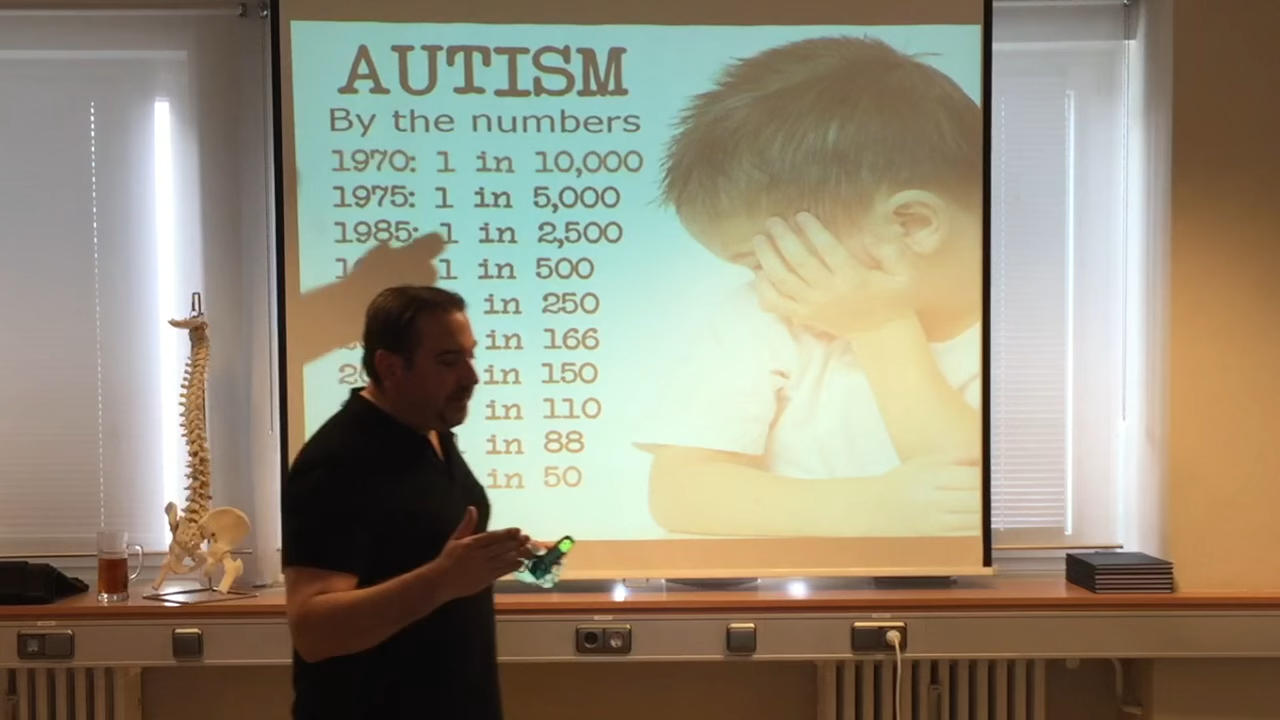 AUTISM
By the numbers
1970: 1 in 10,000
1975: 1 in 5,000
1985: 1 in 2,500
1 in 500
in 250
in 166
in 150
in 110
in 88
in 50